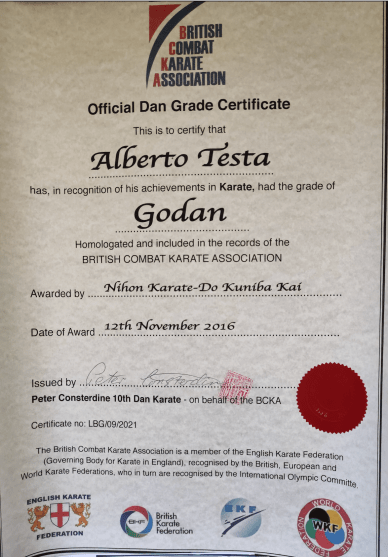 BRITISH
COMBAT
KARATE
ASSOCIATION
Official Dan Grade Certificate
This is to certify that
Alberto Testa
has, in recognition of his achievements in Karate, had the grade of
Godan
Homologated and included in the records of the
BRITISH COMBAT KARATE ASSOCIATION
Awarded by Nihon Karate-Do Kuniba Kai
Date of Award 12th November 2016
Issued by Peter Consterdine
Peter Consterdine 10th Dan Karate - on behalf of the BCKA
Certificate no: LBG/09/2021
The British Combat Karate Association is a member of the English Karate Federation
(Governing Body for Karate in England), recognised by the British, European and
World Karate Federations, who in turn are recognised by the International Olympic Committe
ENGLISH KARATE
FEDERATION
British
Karate
Federation
EKF
WORLD KARATE
WKF